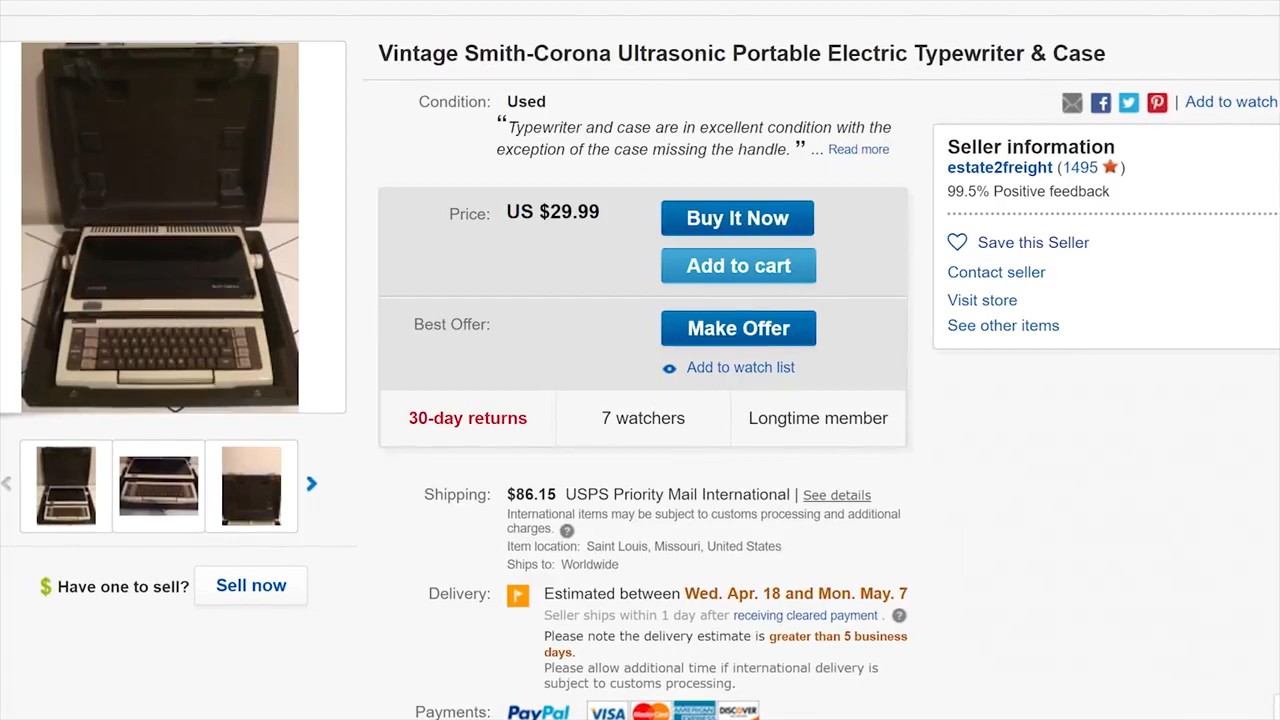 Vintage Smith-Corona Ultrasonic Portable Electric Typewriter & Case
Condition: Used
“Typewriter and case are in excellent condition with the
exception of the case missing the handle. ” ... Read more
Price: US $29.99
Buy It Now
Add to cart
Best Offer:
Make Offer
Add to watch list
30-day returns
7 watchers
Longtime member
Shipping: $86.15 USPS Priority Mail International | See details
International items may be subject to customs processing and additional
charges. ?
Item location: Saint Louis, Missouri, United States
Ships to: Worldwide
Delivery: Estimated between Wed. Apr. 18 and Mon. May. 7
Seller ships within 1 day after receiving cleared payment . ?
Please note the delivery estimate is greater than 5 business
days.
Please allow additional time if international delivery is
subject to customs processing.
Payments: PayPal VISA MasterCard AMERICAN EXPRESS DISCOVER
| Add to watch
Seller information
estate2freight (1495 )
99.5% Positive feedback
Save this Seller
Contact seller
Visit store
See other items
$ Have one to sell? Sell now